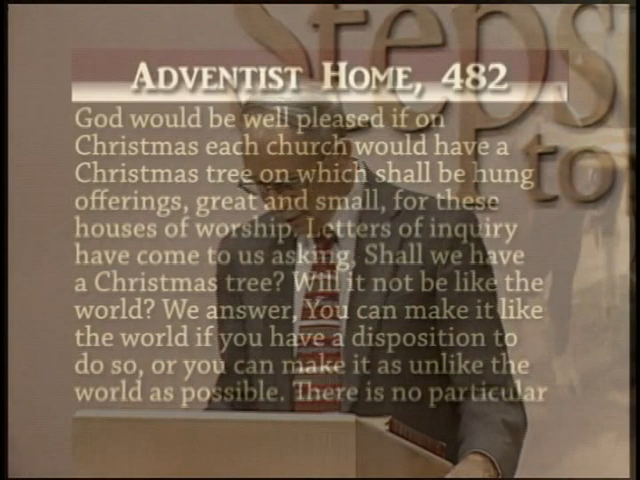 Steps
to
ADVENTIST HOME, 482
God would be well pleased if on
Christmas each church would have a
Christmas tree on which shall be hung
offerings, great and small, for these
houses of worship. Letters of inquiry
have come to us asking, Shall we have
a Christmas tree? Will it not be like the
world? We answer, You can make it like
the world if you have a disposition to
do so, or you can make it as unlike the
world as possible. There is no particular